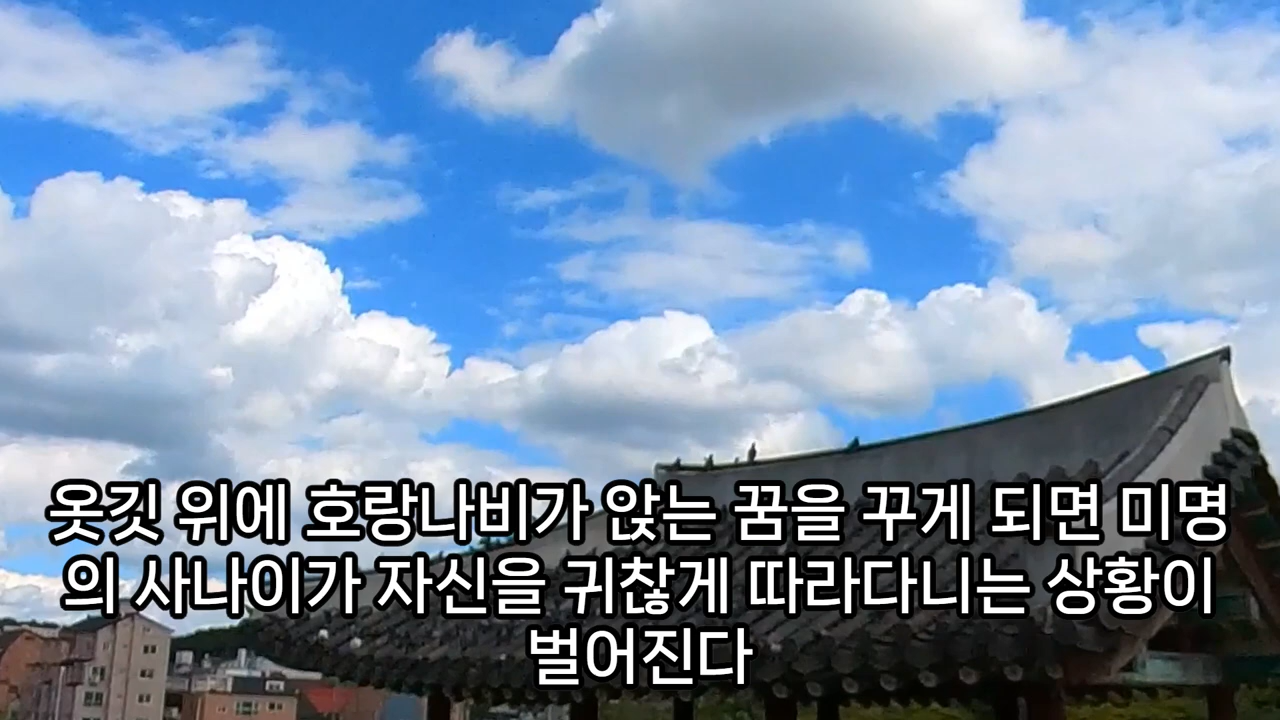 옷깃 위에 호랑나비가 앉는 꿈을 꾸게 되면 미명
의 사나이가 자신을 귀찮게 따라다니는 상황이
벌어진다